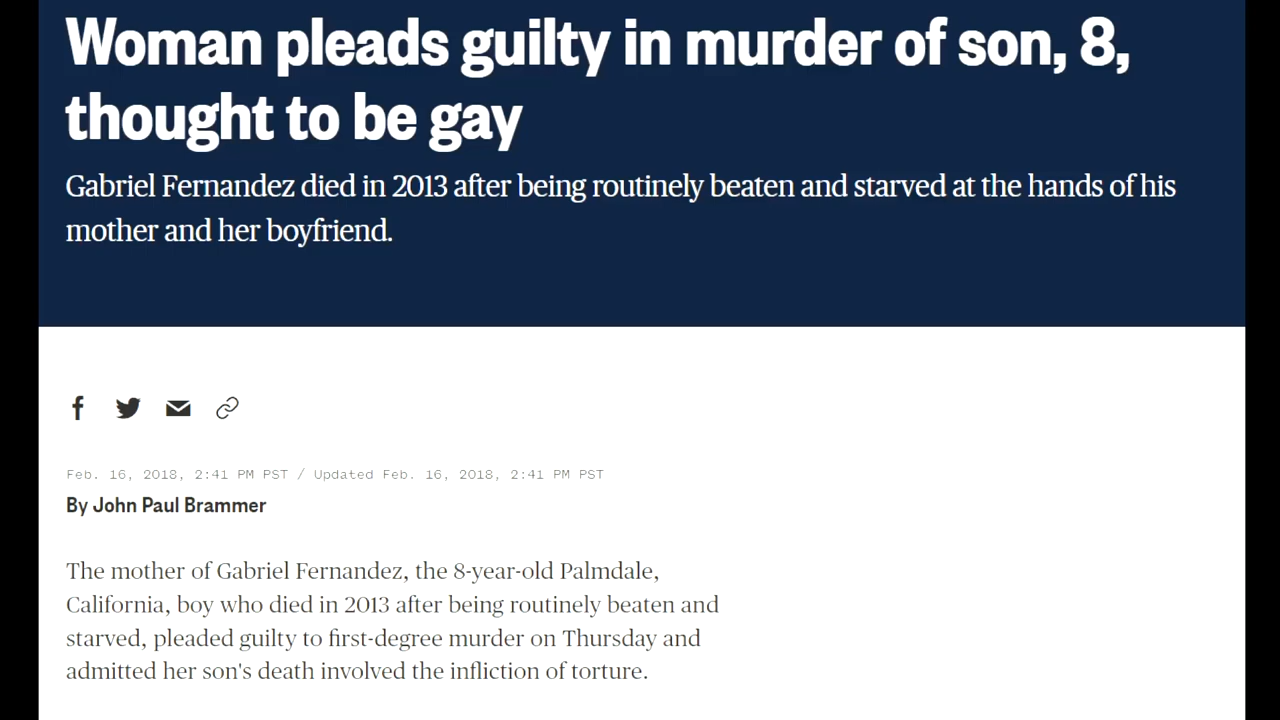 Woman pleads guilty in murder of son, 8,
thought to be gay
Gabriel Fernandez died in 2013 after being routinely beaten and starved at the hands of his
mother and her boyfriend.
Feb. 16, 2018, 2:41 PM PST / Updated Feb. 16, 2018, 2:41 PM PST
By John Paul Brammer
The mother of Gabriel Fernandez, the 8-year-old Palmdale,
California, boy who died in 2013 after being routinely beaten and
starved, pleaded guilty to first-degree murder on Thursday and
admitted her son's death involved the infliction of torture.